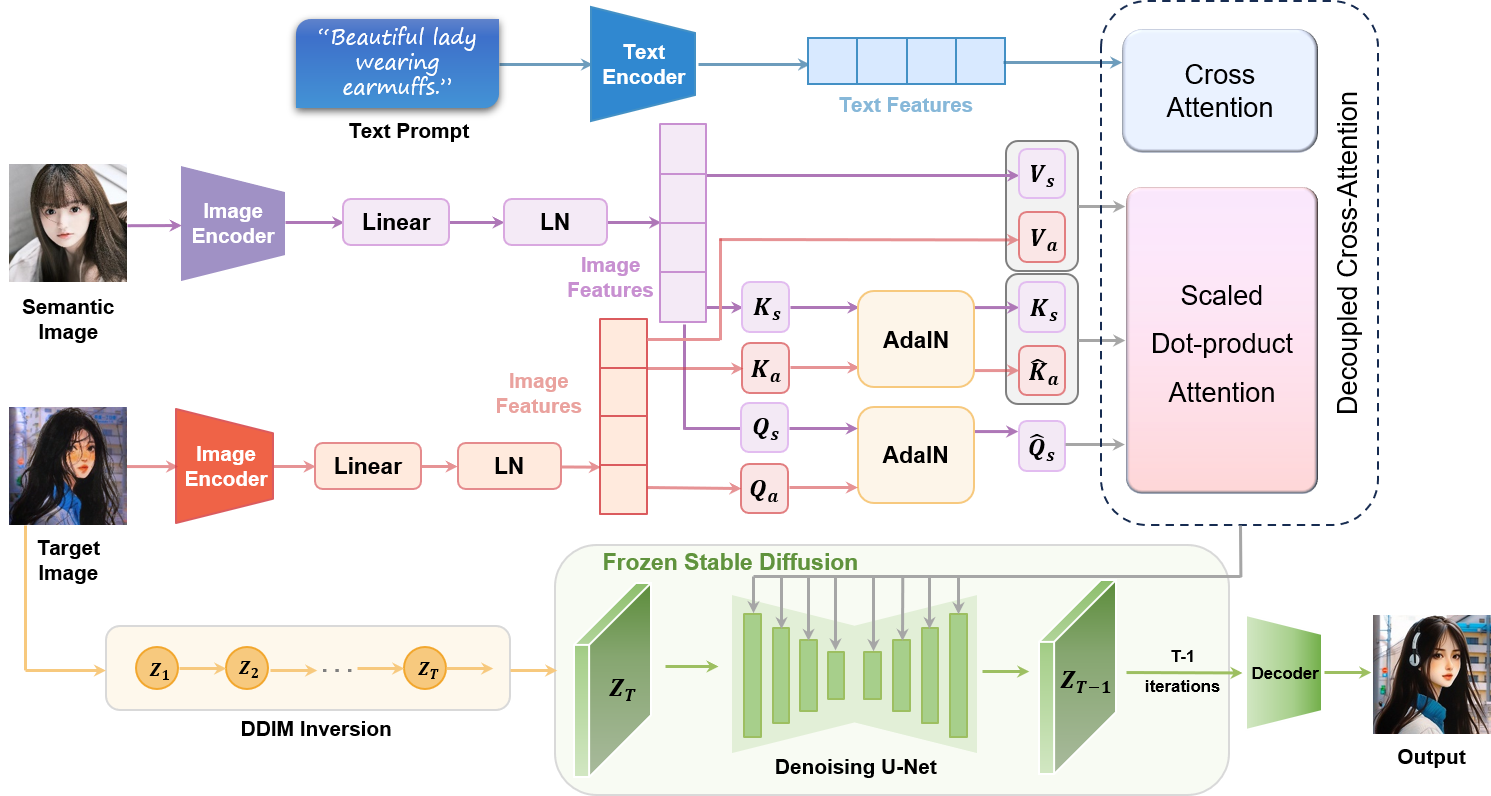 “Beautiful lady
wearing
earmuffs.”
Text Prompt
Text
Encoder
Text Features
Cross
Attention
Decoupled Cross-Attention
Semantic
Image
Image
Encoder
Linear
LN
Image
Features
V_s
V_a
K_s
AdaIN
K_s
K_a
K̂_a
Scaled
Dot-product
Attention
Target
Image
Image
Encoder
Linear
LN
Image
Features
Q_s
AdaIN
Q̂_s
Q_a
Frozen Stable Diffusion
Z_1
Z_2
· · ·
Z_T
DDIM Inversion
Z_T
Denoising U-Net
Z_{T−1}
T-1
iterations
Decoder
Output